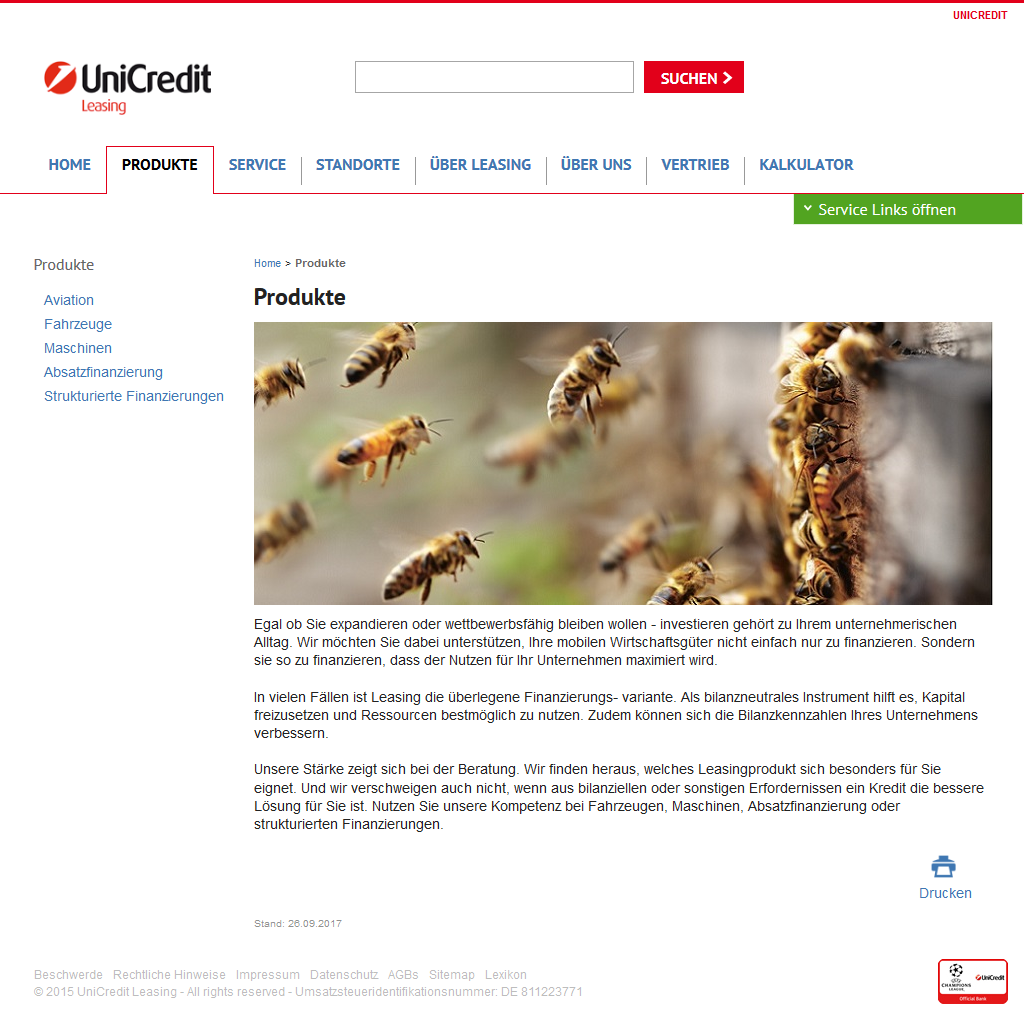 UNICREDIT
UniCredit
Leasing
SUCHEN
HOME PRODUKTE SERVICE STANDORTE ÜBER LEASING ÜBER UNS VERTRIEB KALKULATOR
Service Links öffnen
Produkte
Aviation
Fahrzeuge
Maschinen
Absatzfinanzierung
Strukturierte Finanzierungen
Home > Produkte
Produkte
Egal ob Sie expandieren oder wettbewerbsfähig bleiben wollen - investieren gehört zu Ihrem unternehmerischen
Alltag. Wir möchten Sie dabei unterstützen, Ihre mobilen Wirtschaftsgüter nicht einfach nur zu finanzieren. Sondern
sie so zu finanzieren, dass der Nutzen für Ihr Unternehmen maximiert wird.
In vielen Fällen ist Leasing die überlegene Finanzierungs- variante. Als bilanzneutrales Instrument hilft es, Kapital
freizusetzen und Ressourcen bestmöglich zu nutzen. Zudem können sich die Bilanzkennzahlen Ihres Unternehmens
verbessern.
Unsere Stärke zeigt sich bei der Beratung. Wir finden heraus, welches Leasingprodukt sich besonders für Sie
eignet. Und wir verschweigen auch nicht, wenn aus bilanziellen oder sonstigen Erfordernissen ein Kredit die bessere
Lösung für Sie ist. Nutzen Sie unsere Kompetenz bei Fahrzeugen, Maschinen, Absatzfinanzierung oder
strukturierten Finanzierungen.
Drucken
Stand: 26.09.2017
Beschwerde Rechtliche Hinweise Impressum Datenschutz AGBs Sitemap Lexikon
© 2015 UniCredit Leasing - All rights reserved - Umsatzsteueridentifikationsnummer: DE 811223771
CHAMPIONS
LEAGUE
UniCredit
Official Bank